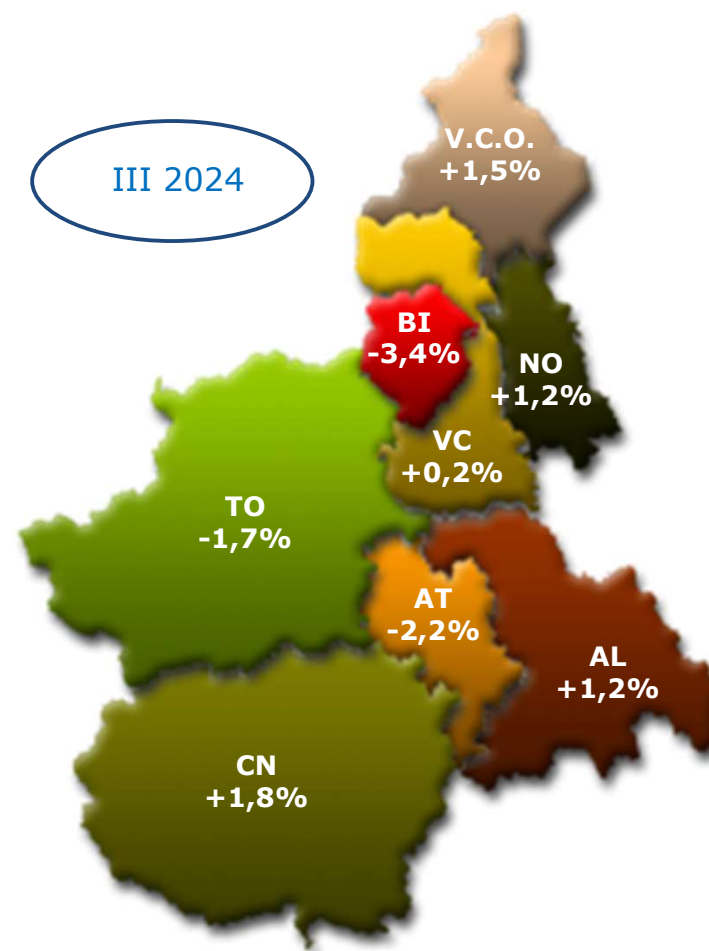 III 2024
V.C.O.
+1,5%
BI
-3,4%
NO
+1,2%
VC
+0,2%
TO
-1,7%
AT
-2,2%
AL
+1,2%
CN
+1,8%